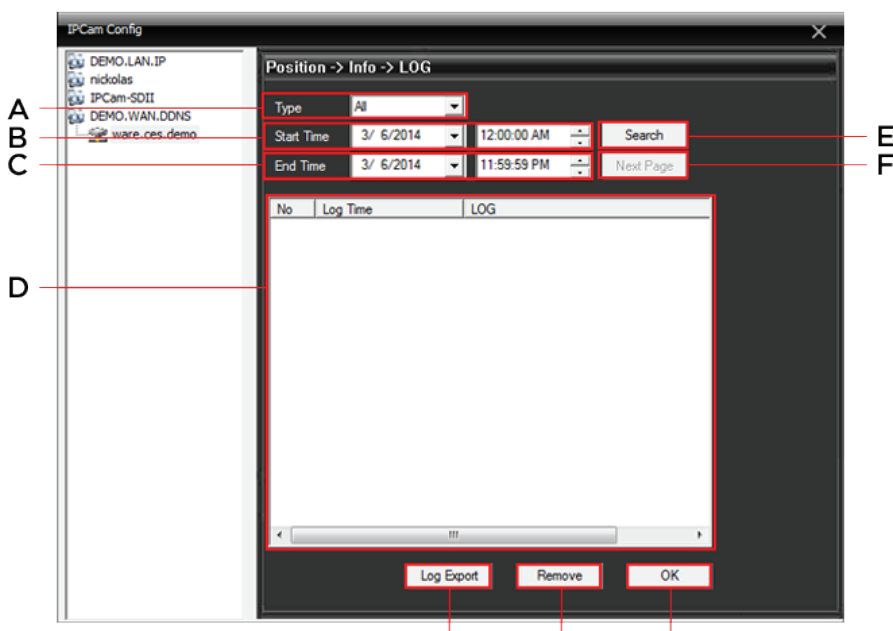 IPCam Config
DEMO.LAN.IP
nickolas
IPCam-SDII
DEMO.WAN.DDNS
ware.ces.demo
Position -> Info -> LOG
A
Type All
B
Start Time 3/ 6/2014 12:00:00 AM Search
E
C
End Time 3/ 6/2014 11:59:59 PM Next Page
F
No Log Time LOG
D
Log Export Remove OK